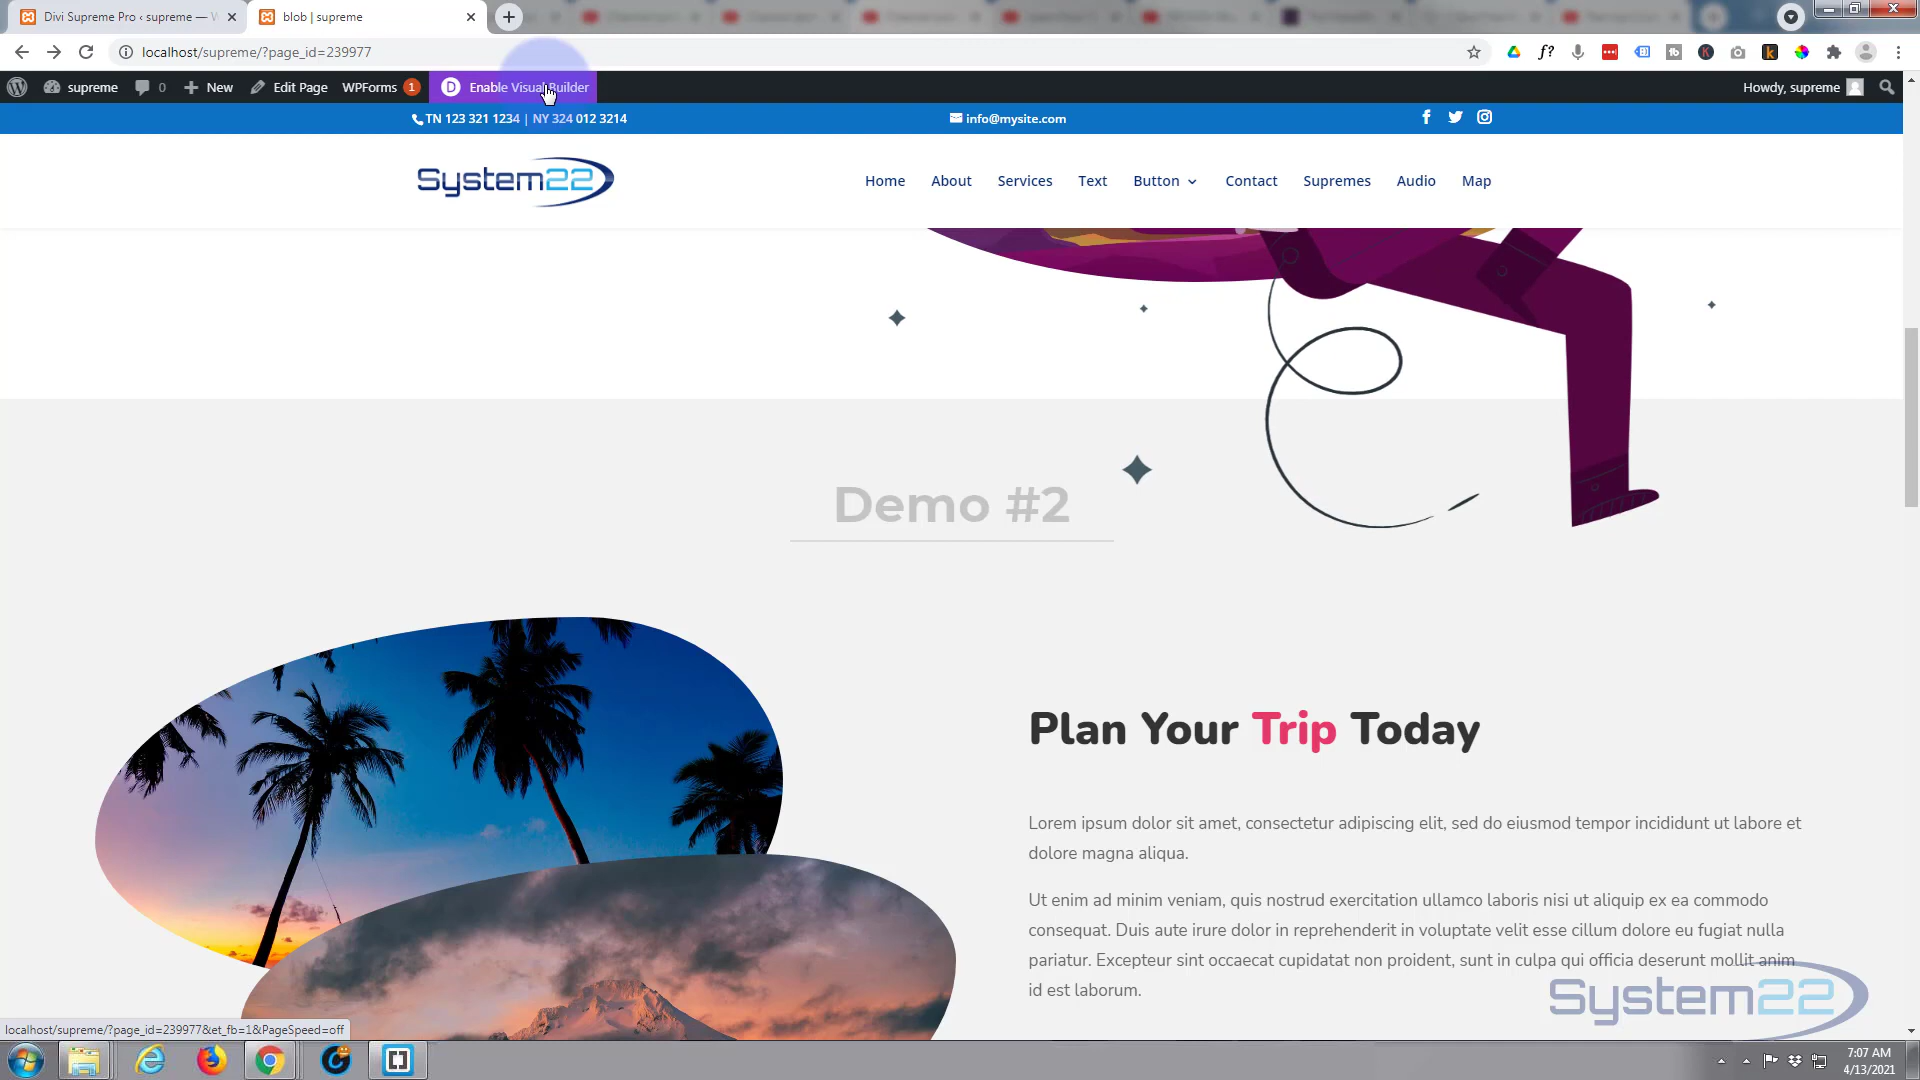 Divi Supreme Pro ‹ supreme — W
blob | supreme
localhost/supreme/?page_id=239977
supreme
0
New
Edit Page
WPForms
1
Enable Visual Builder
Howdy, supreme
TN 123 321 1234 | NY 324 012 3214
info@mysite.com
System22
Home
About
Services
Text
Button
Contact
Supremes
Audio
Map
Demo #2
Plan Your Trip Today
Lorem ipsum dolor sit amet, consectetur adipiscing elit, sed do eiusmod tempor incididunt ut labore et
dolore magna aliqua.
Ut enim ad minim veniam, quis nostrud exercitation ullamco laboris nisi ut aliquip ex ea commodo
consequat. Duis aute irure dolor in reprehenderit in voluptate velit esse cillum dolore eu fugiat nulla
pariatur. Excepteur sint occaecat cupidatat non proident, sunt in culpa qui officia deserunt mollit anim
id est laborum.
System22
localhost/supreme/?page_id=239977&et_fb=1&PageSpeed=off
7:07 AM
4/13/2021